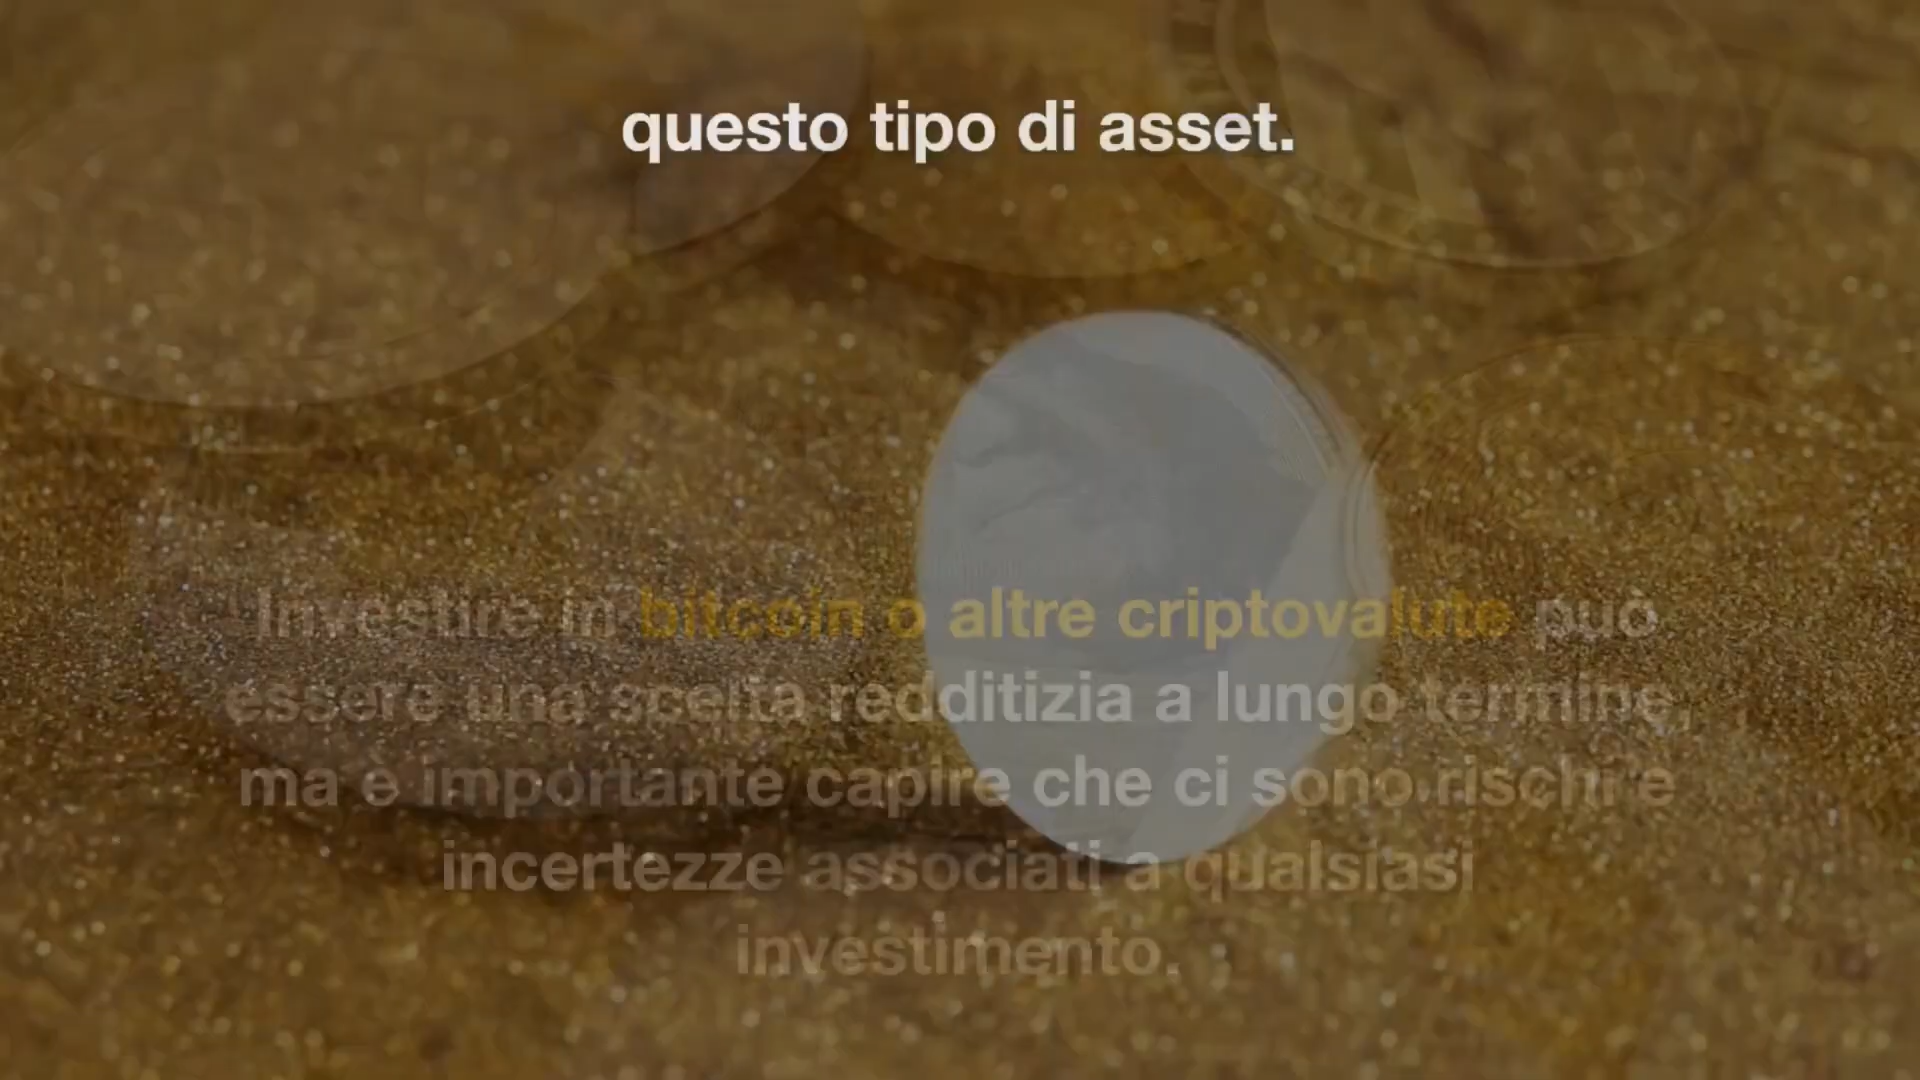 questo tipo di asset.
Investire in bitcoin o altre criptovalute può
essere una scelta redditizia a lungo termine,
ma è importante capire che ci sono rischi e
incertezze associati a qualsiasi
investimento.